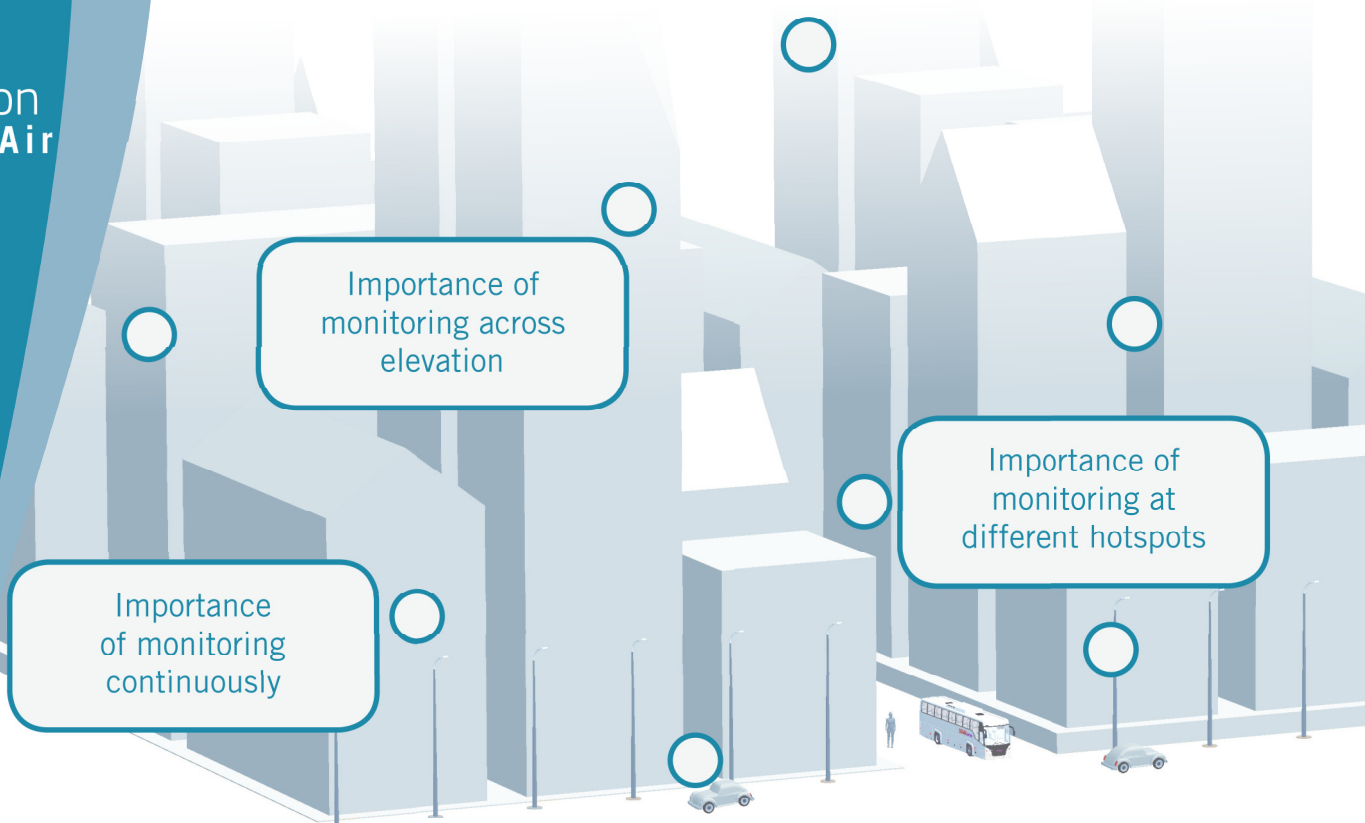 on
Air
Importance of
monitoring across
elevation
Importance of
monitoring at
different hotspots
Importance
of monitoring
continuously